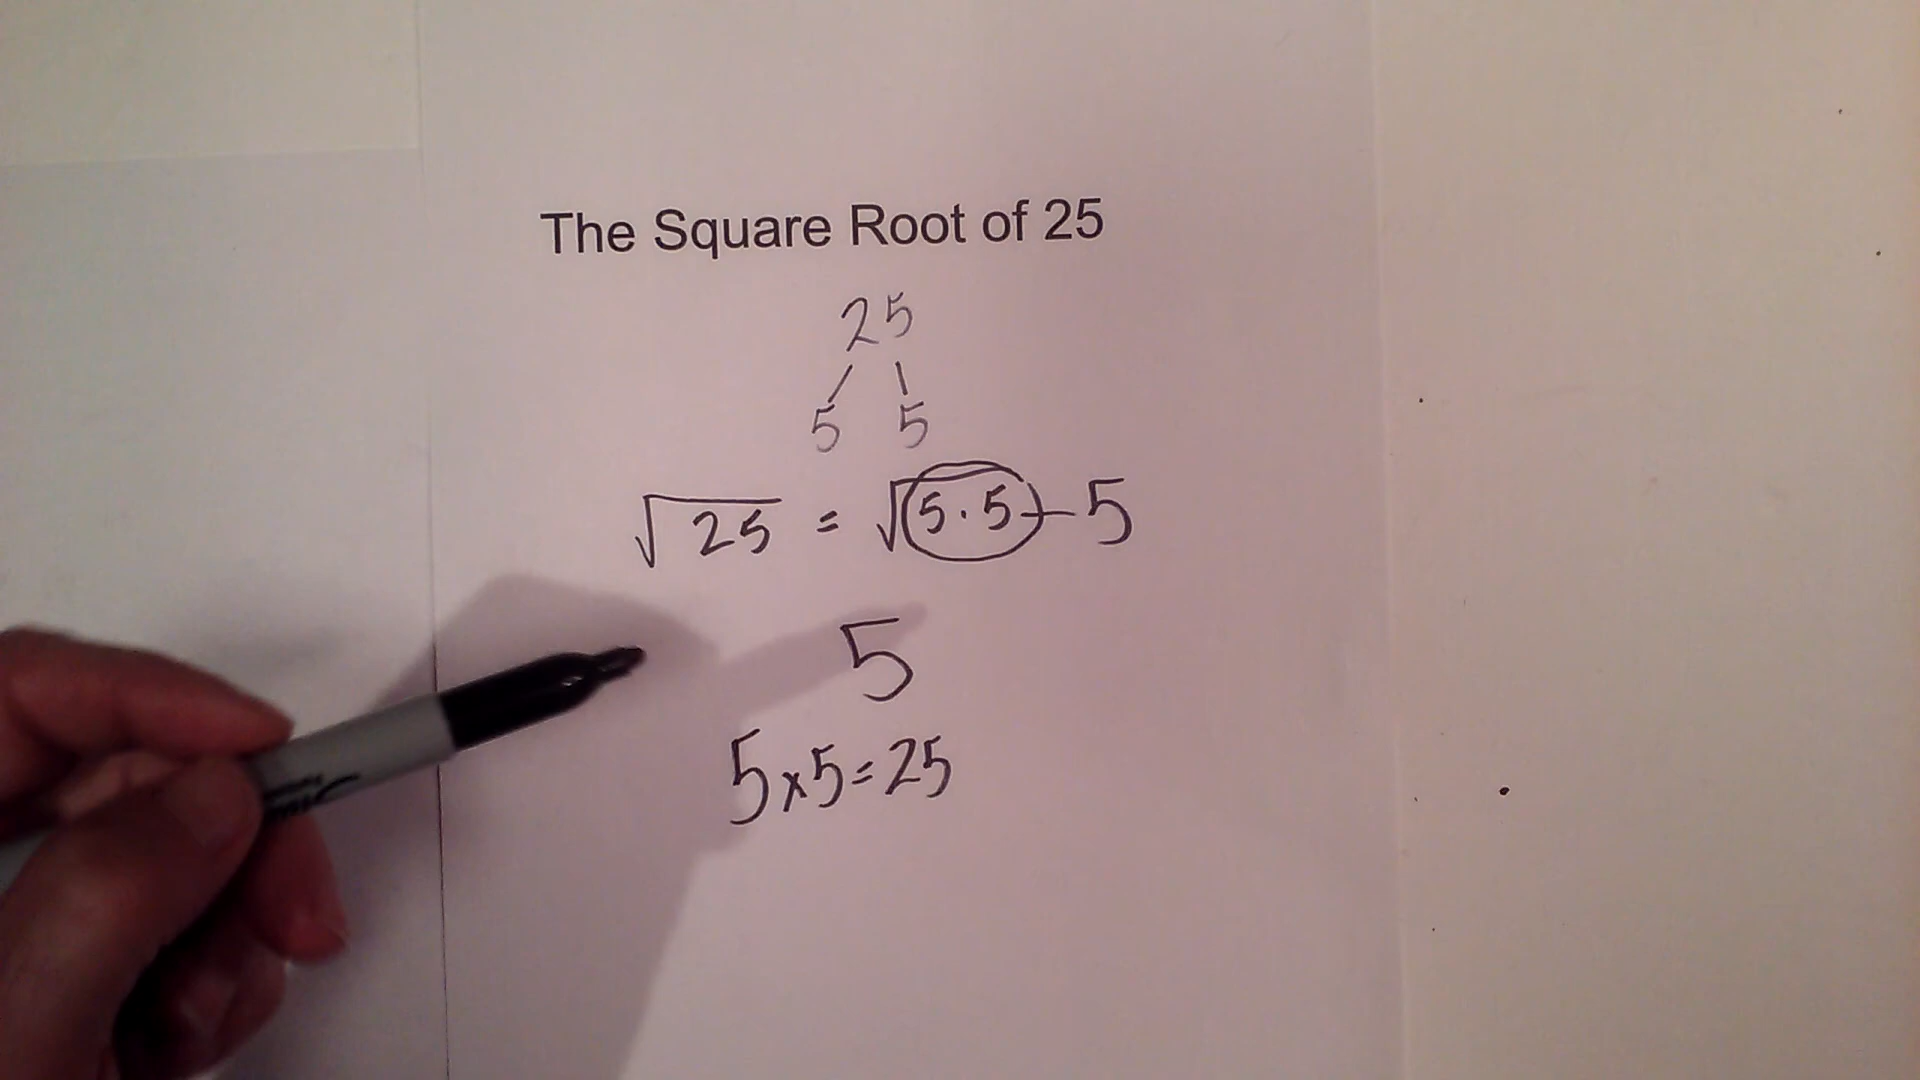 The Square Root of 25
25
5 5
√25 = √5·5 — 5
5
5x5=25